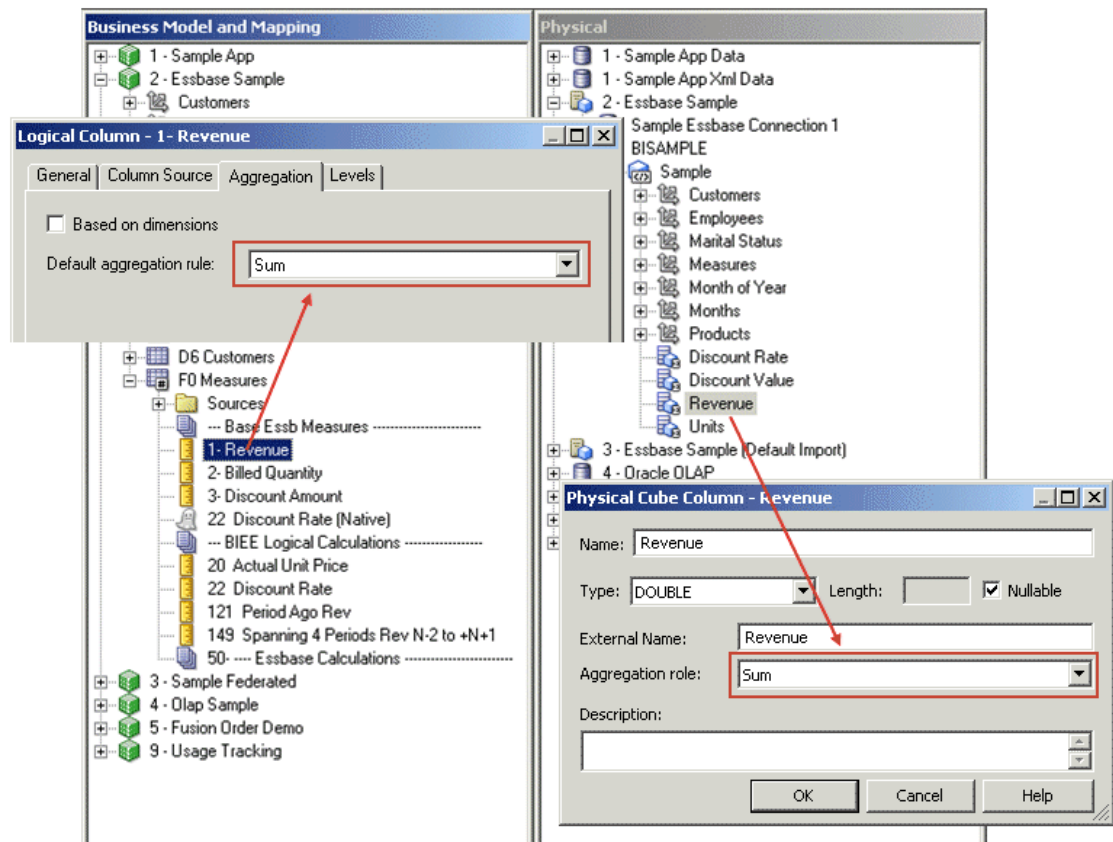 Business Model and Mapping
1 - Sample App
2 - Essbase Sample
Customers
Logical Column - 1- Revenue
General
Column Source
Aggregation
Levels
Based on dimensions
Default aggregation rule:
Sum
D6 Customers
F0 Measures
Sources
--- Base Essb Measures ------------------------
1- Revenue
2- Billed Quantity
3- Discount Amount
22 Discount Rate (Native)
--- BIEE Logical Calculations -----------------
20 Actual Unit Price
22 Discount Rate
121 Period Ago Rev
149 Spanning 4 Periods Rev N-2 to +N+1
50- ---- Essbase Calculations ------------------------
3 - Sample Federated
4 - Olap Sample
5 - Fusion Order Demo
9 - Usage Tracking
Physical
1 - Sample App Data
1 - Sample App Xml Data
2 - Essbase Sample
Sample Essbase Connection 1
BISAMPLE
Sample
Customers
Employees
Marital Status
Measures
Month of Year
Months
Products
Discount Rate
Discount Value
Revenue
Units
3 - Essbase Sample (Default Import)
4 - Oracle OLAP
Physical Cube Column - Revenue
Name: Revenue
Type: DOUBLE Length: Nullable
External Name: Revenue
Aggregation role: Sum
Description:
OK Cancel Help